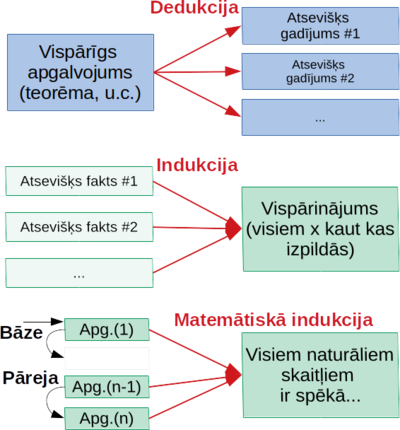 Dedukcija
Vispārīgs
apgalvojums
(teorēma, u.c.)
Atsevišķs
gadījums #1
Atsevišķs
gadījums #2
...
Indukcija
Atsevišķs fakts #1
Atsevišķs fakts #2
...
Vispārinājums
(visiem x kaut kas
izpildās)
Matemātiskā indukcija
Bāze
Apg.(1)
Pāreja
Apg.(n-1)
Apg.(n)
Visiem naturāliem
skaitļiem
ir spēkā...